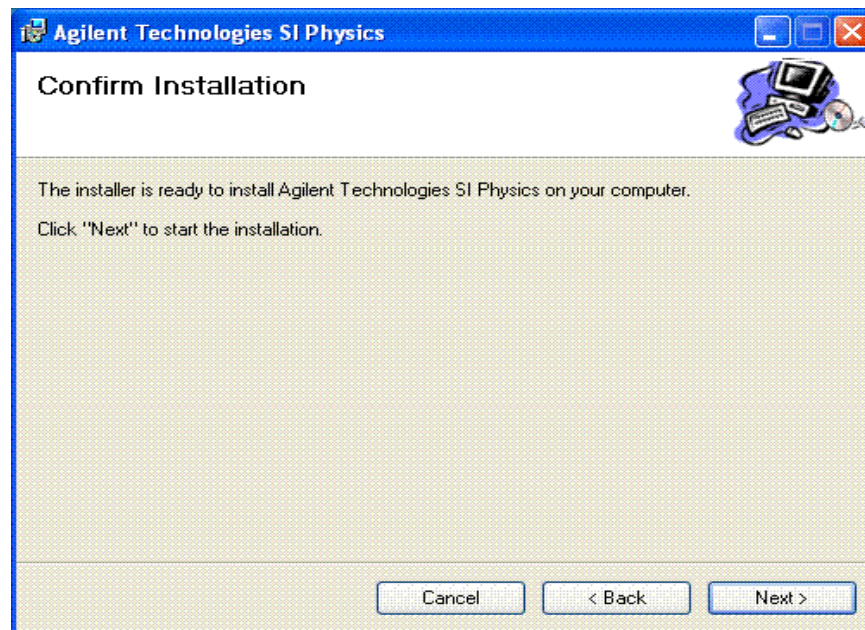 Agilent Technologies SI Physics
Confirm Installation
The installer is ready to install Agilent Technologies SI Physics on your computer.
Click "Next" to start the installation.
Cancel
< Back
Next >